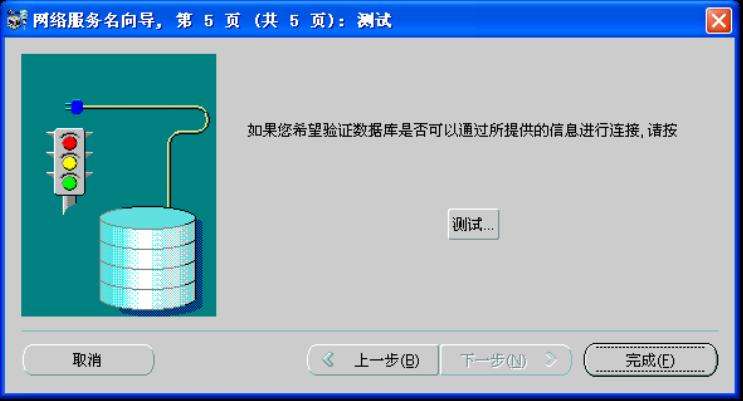 网络服务名向导, 第 5 页 (共 5 页): 测试
如果您希望验证数据库是否可以通过所提供的信息进行连接, 请按
测试...
取消
上一步(B)
下一步(N)
完成(F)